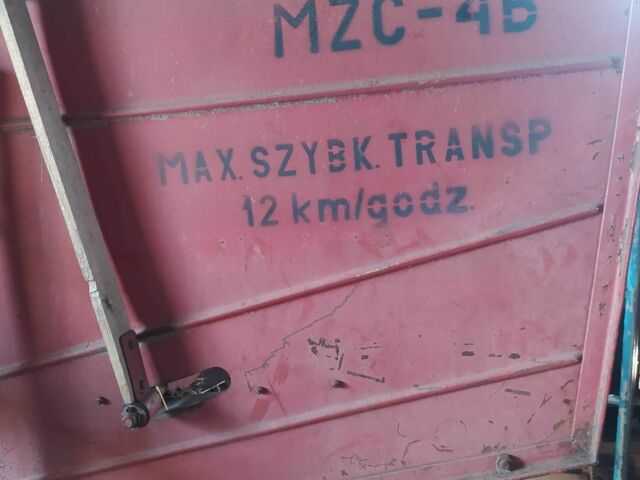 MZC-4B
MAX. SZYBK. TRANSP
12 km/godz.